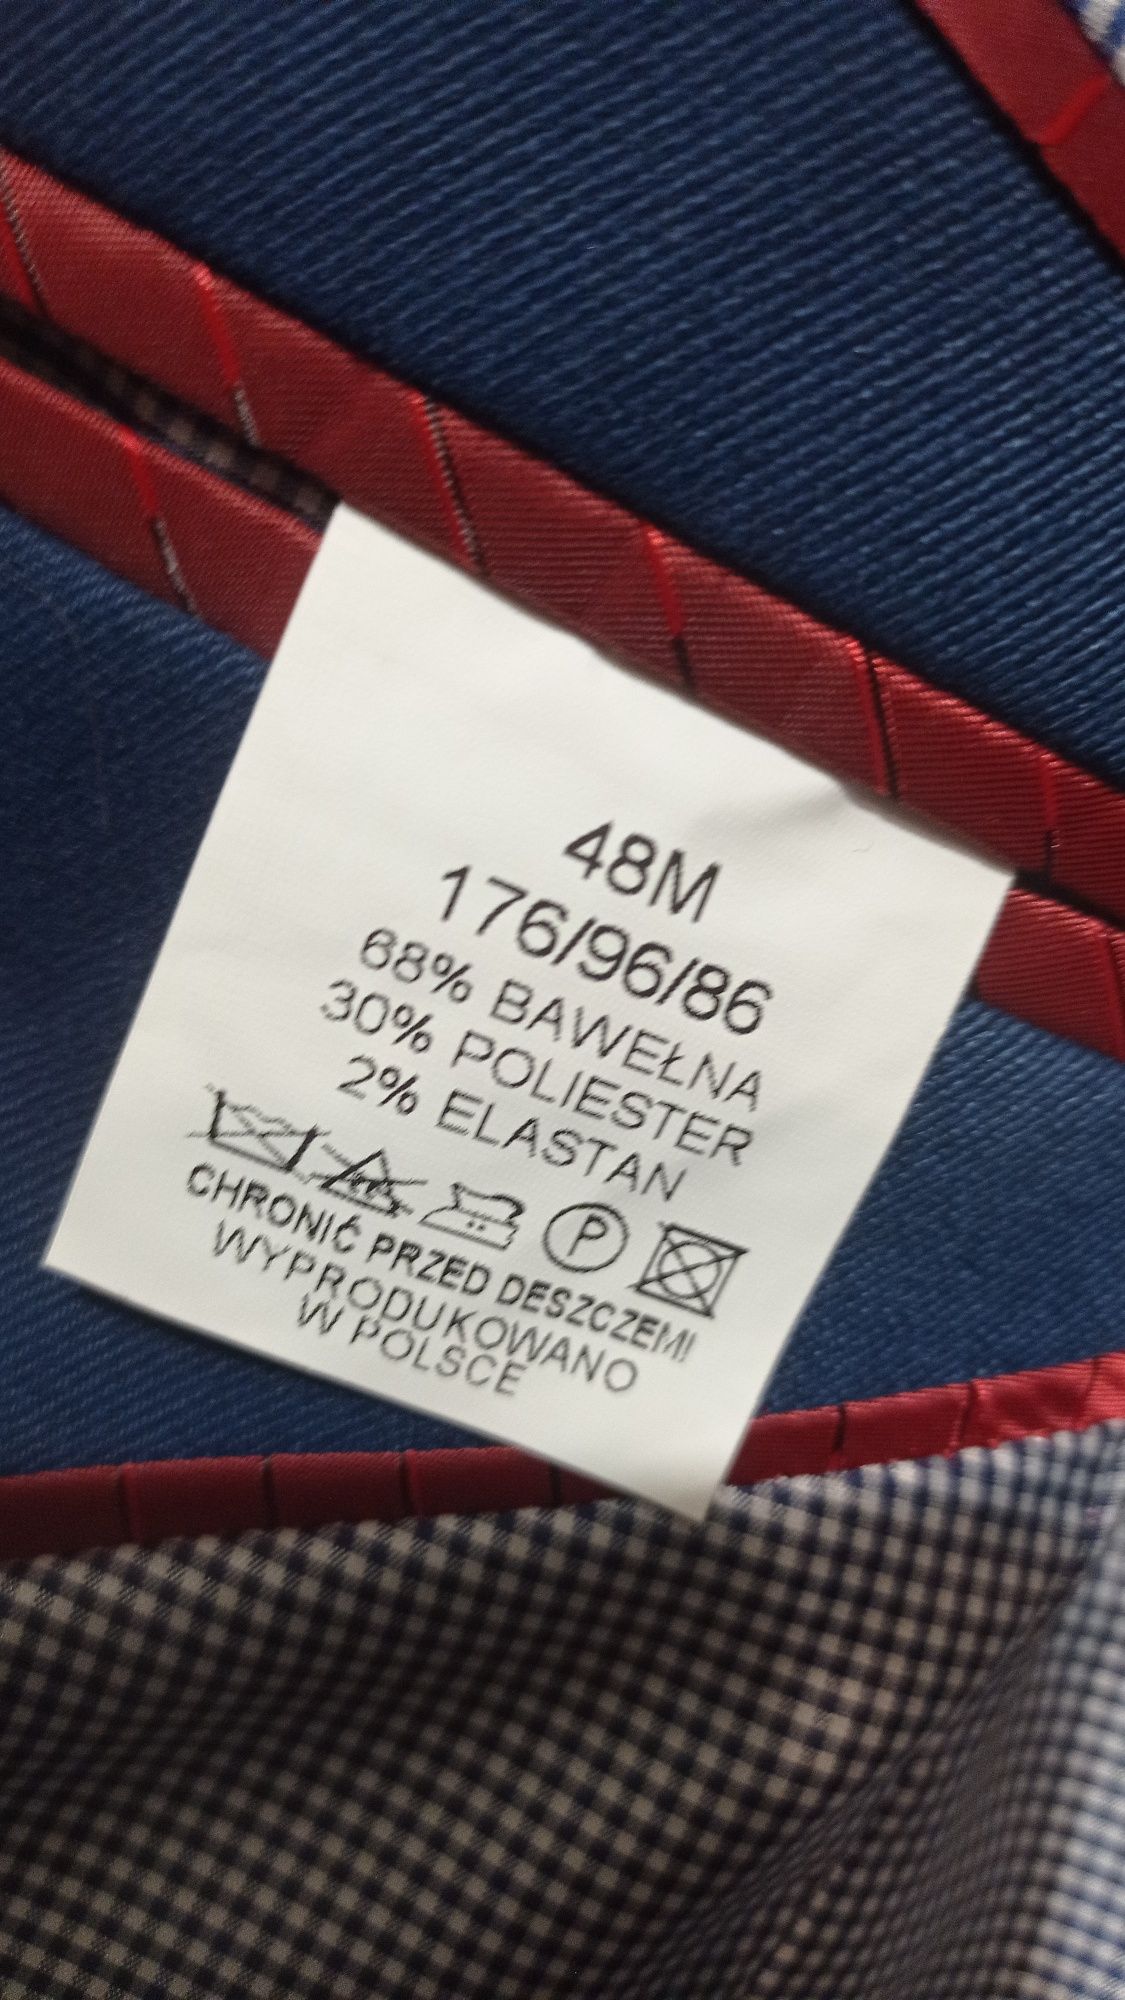 48M
176/96/86
68% BAWEŁNA
30% POLIESTER
2% ELASTAN
P
CHRONIĆ PRZED DESZCZEM!
WYPRODUKOWANO
W POLSCE